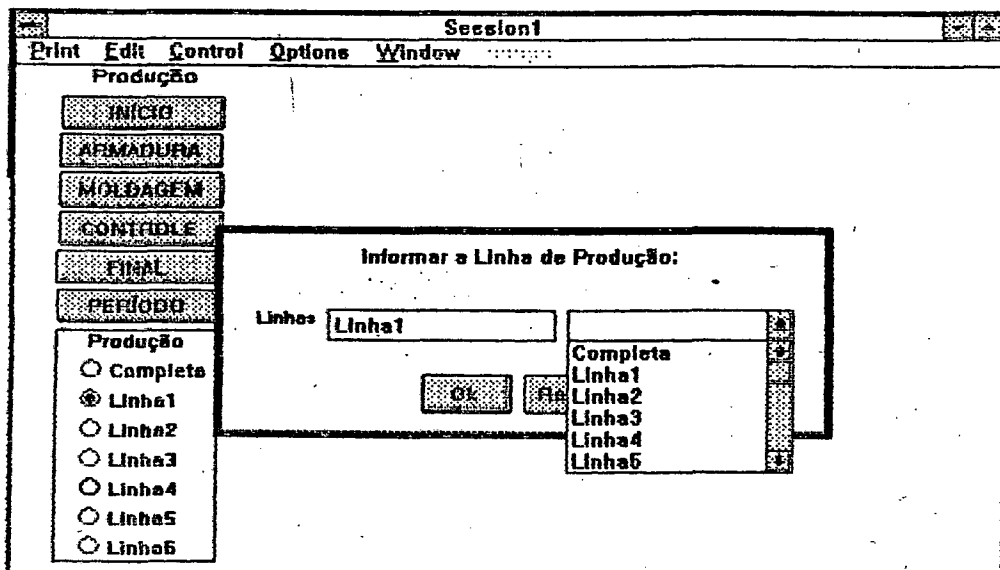 Session1
Print Edit Control Options Window
Produção
INÍCIO
ARMADURA
MOLDAGEM
CONTROLE
FINAL
PERÍODO
Produção
Completa
Linha1
Linha2
Linha3
Linha4
Linha5
Linha6
Informar a Linha de Produção:
Linhas Linha1
Completa
Linha1
Linha2
Linha3
Linha4
Linha5
Ok